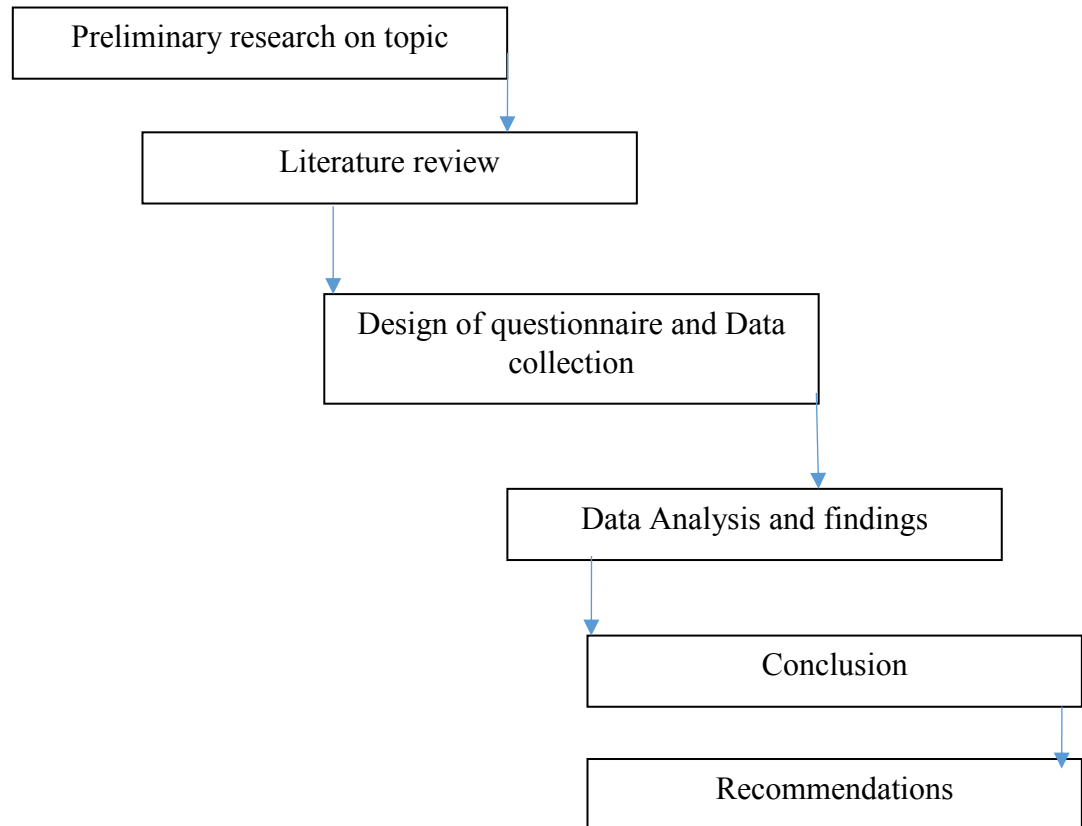 Preliminary research on topic
Literature review
Design of questionnaire and Data
collection
Data Analysis and findings
Conclusion
Recommendations